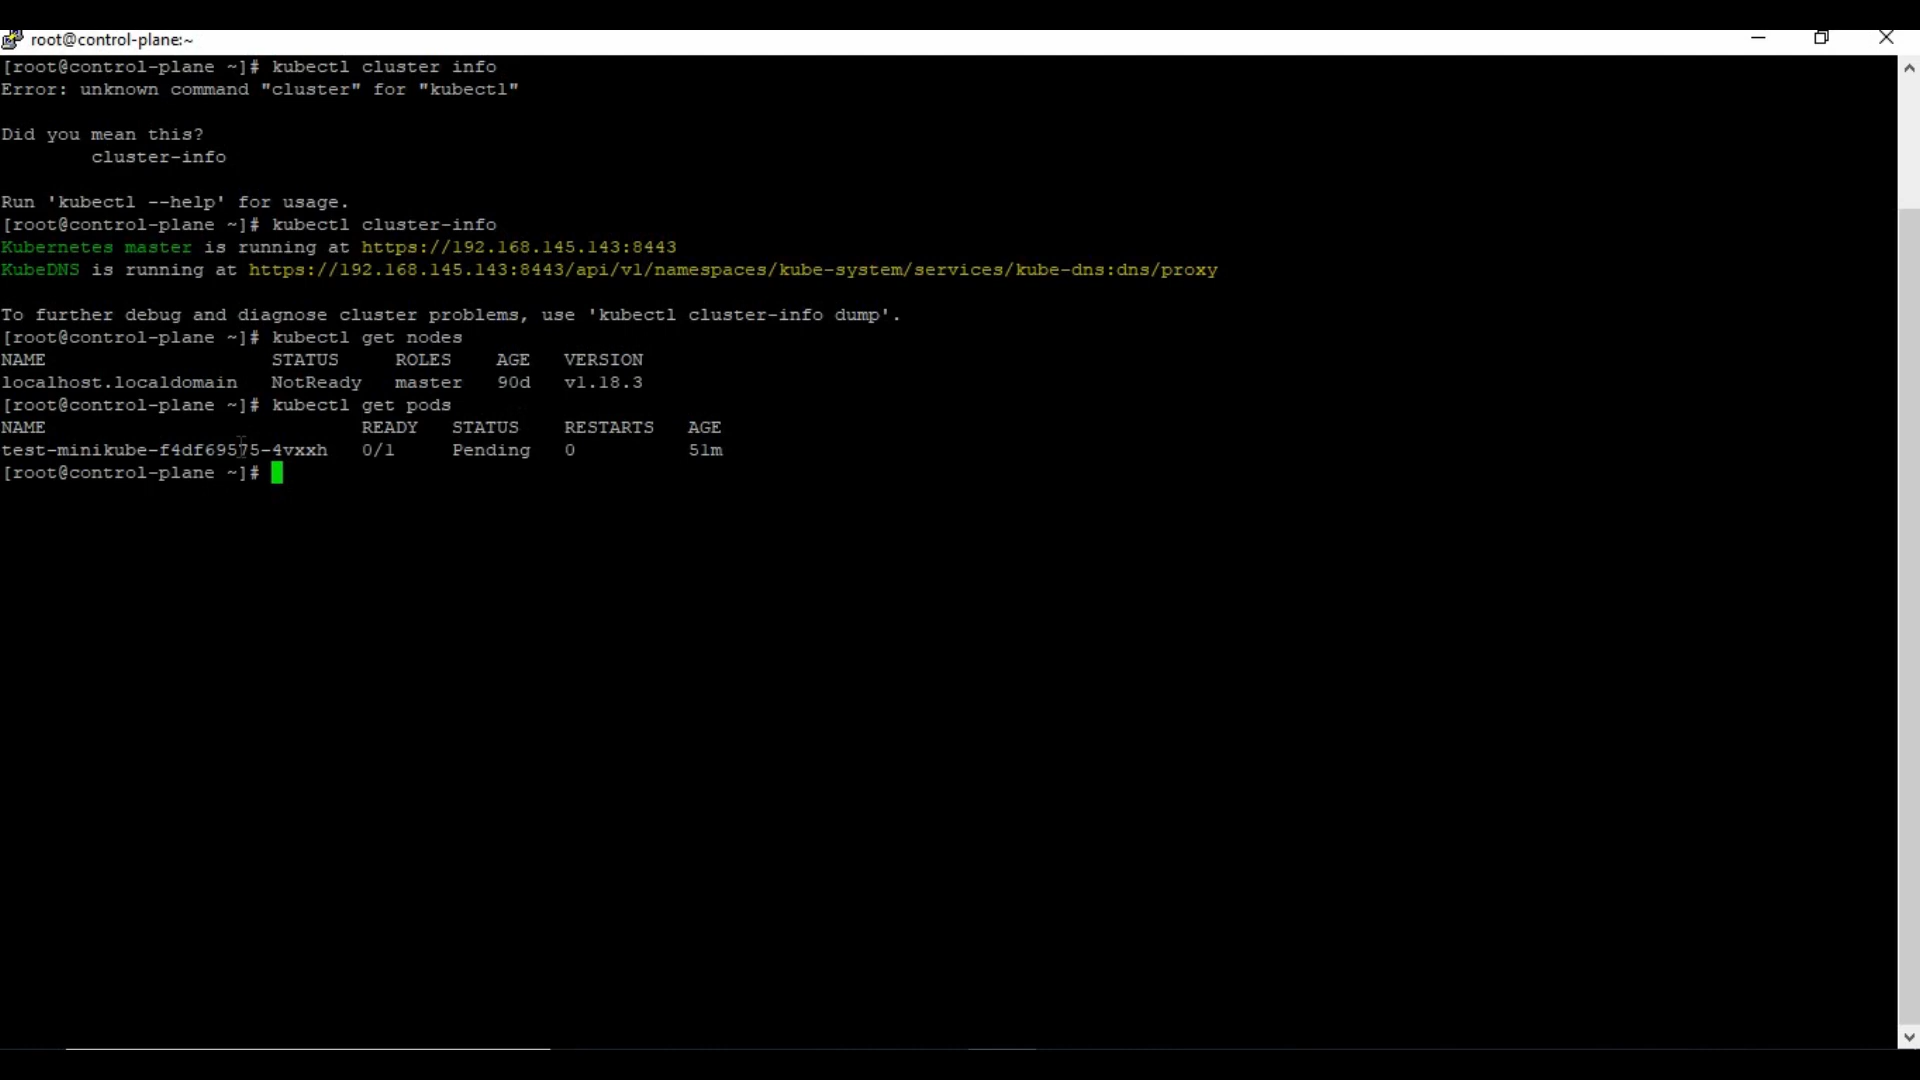 root@control-plane:~
[root@control-plane ~]# kubectl cluster info
Error: unknown command "cluster" for "kubectl"
Did you mean this?
cluster-info
Run 'kubectl --help' for usage.
[root@control-plane ~]# kubectl cluster-info
Kubernetes master is running at https://192.168.145.143:8443
KubeDNS is running at https://192.168.145.143:8443/api/v1/namespaces/kube-system/services/kube-dns:dns/proxy
To further debug and diagnose cluster problems, use 'kubectl cluster-info dump'.
[root@control-plane ~]# kubectl get nodes
NAME STATUS ROLES AGE VERSION
localhost.localdomain NotReady master 90d v1.18.3
[root@control-plane ~]# kubectl get pods
NAME READY STATUS RESTARTS AGE
test-minikube-f4df69575-4vxxh 0/1 Pending 0 51m
[root@control-plane ~]#